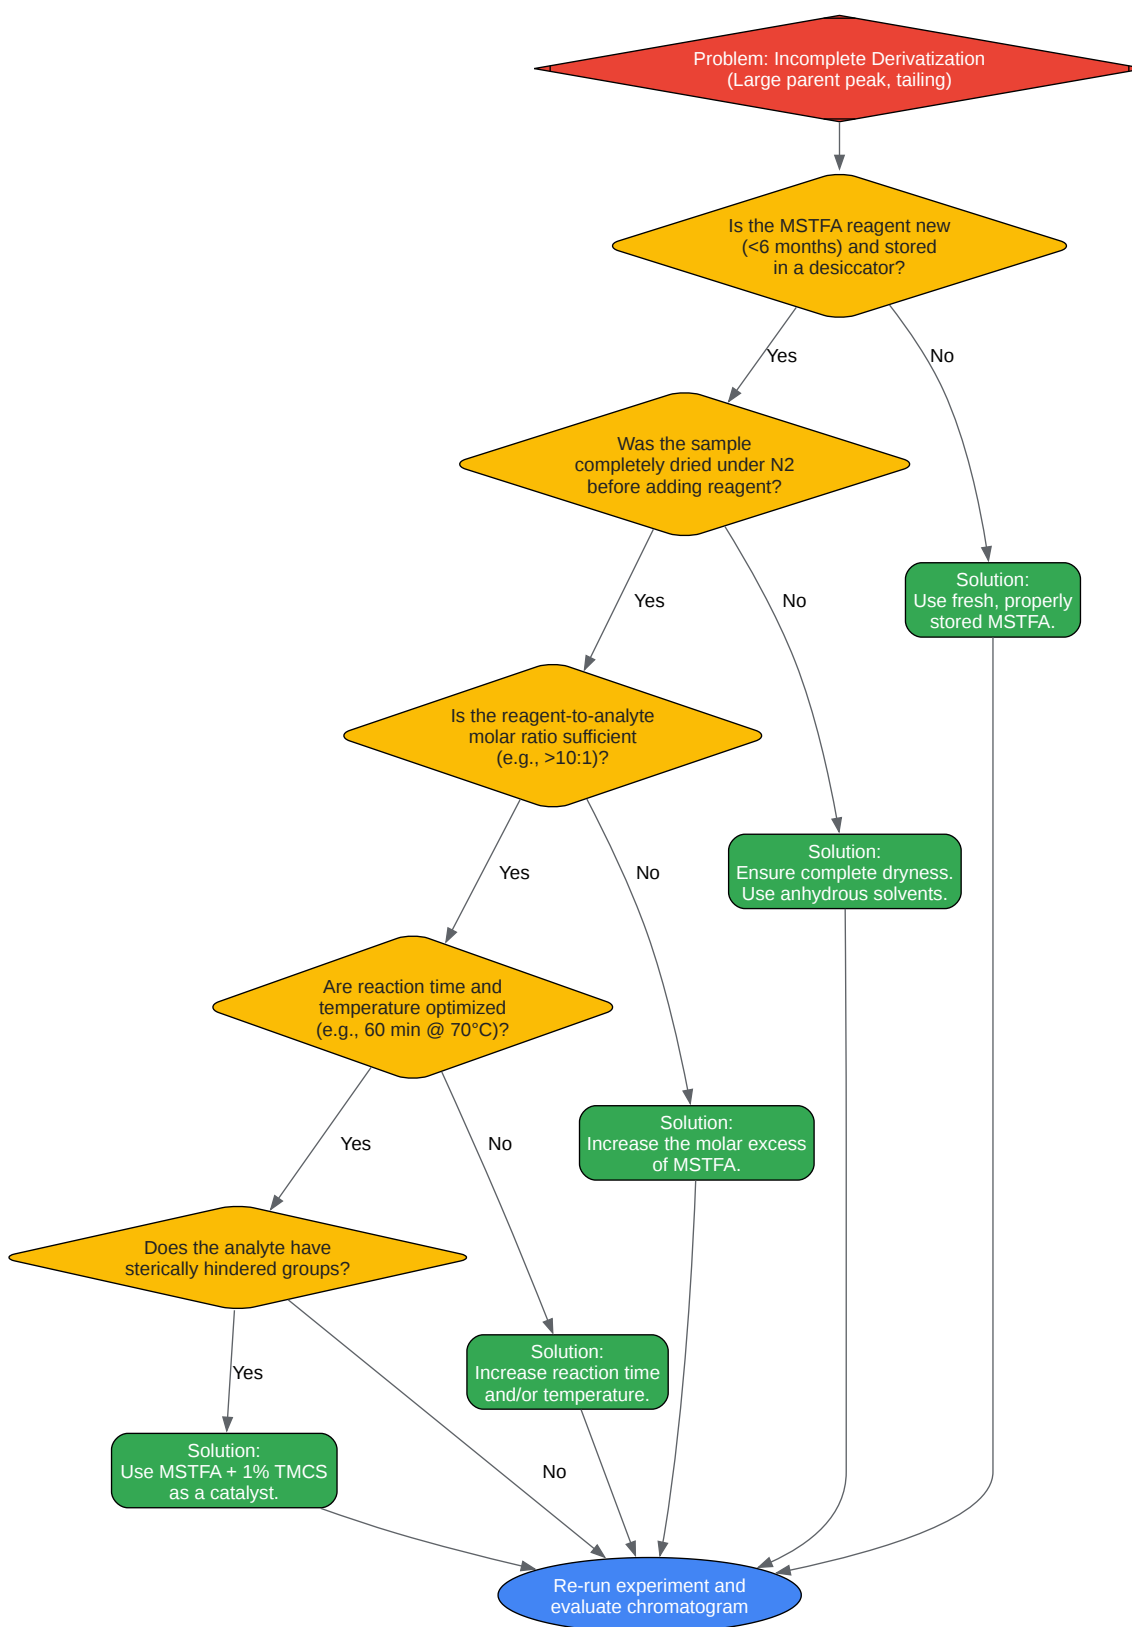 Problem: Incomplete Derivatization
(Large parent peak, tailing)
Is the MSTFA reagent new
(<6 months) and stored
in a desiccator?
Yes
No
Was the sample
completely dried under N2
before adding reagent?
Solution:
Use fresh, properly
stored MSTFA.
Yes
No
Is the reagent-to-analyte
molar ratio sufficient
(e.g., >10:1)?
Solution:
Ensure complete dryness.
Use anhydrous solvents.
Yes
No
Are reaction time and
temperature optimized
(e.g., 60 min @ 70°C)?
Solution:
Increase the molar excess
of MSTFA.
Yes
No
Does the analyte have
sterically hindered groups?
Solution:
Increase reaction time
and/or temperature.
Yes
No
Solution:
Use MSTFA + 1% TMCS
as a catalyst.
Re-run experiment and
evaluate chromatogram